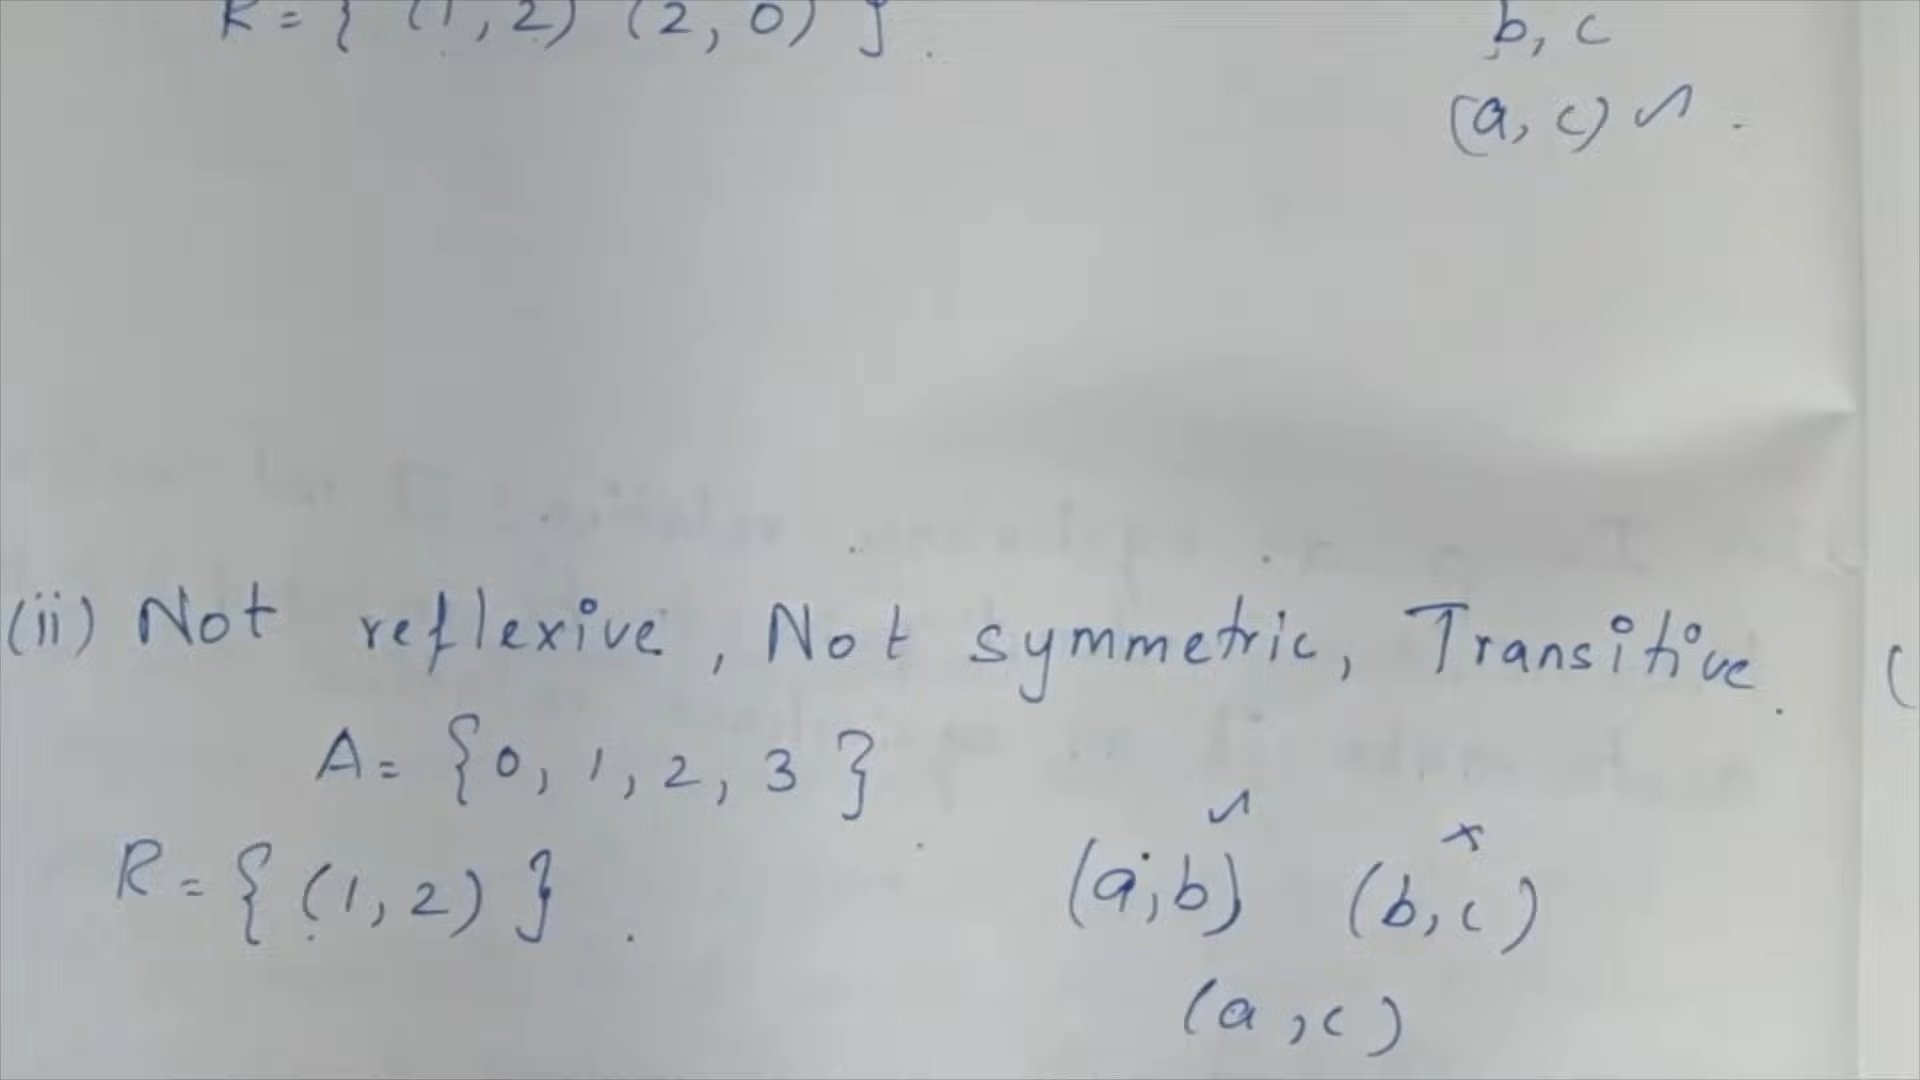 R = { (1, 2) (2, 0) }.
b, c
(a, c) ✓.
(ii) Not reflexive, Not symmetric, Transitive. (
A = {0, 1, 2, 3}
R = { (1, 2) }.
(a, b) ✓ (b, c) ×
(a, c)